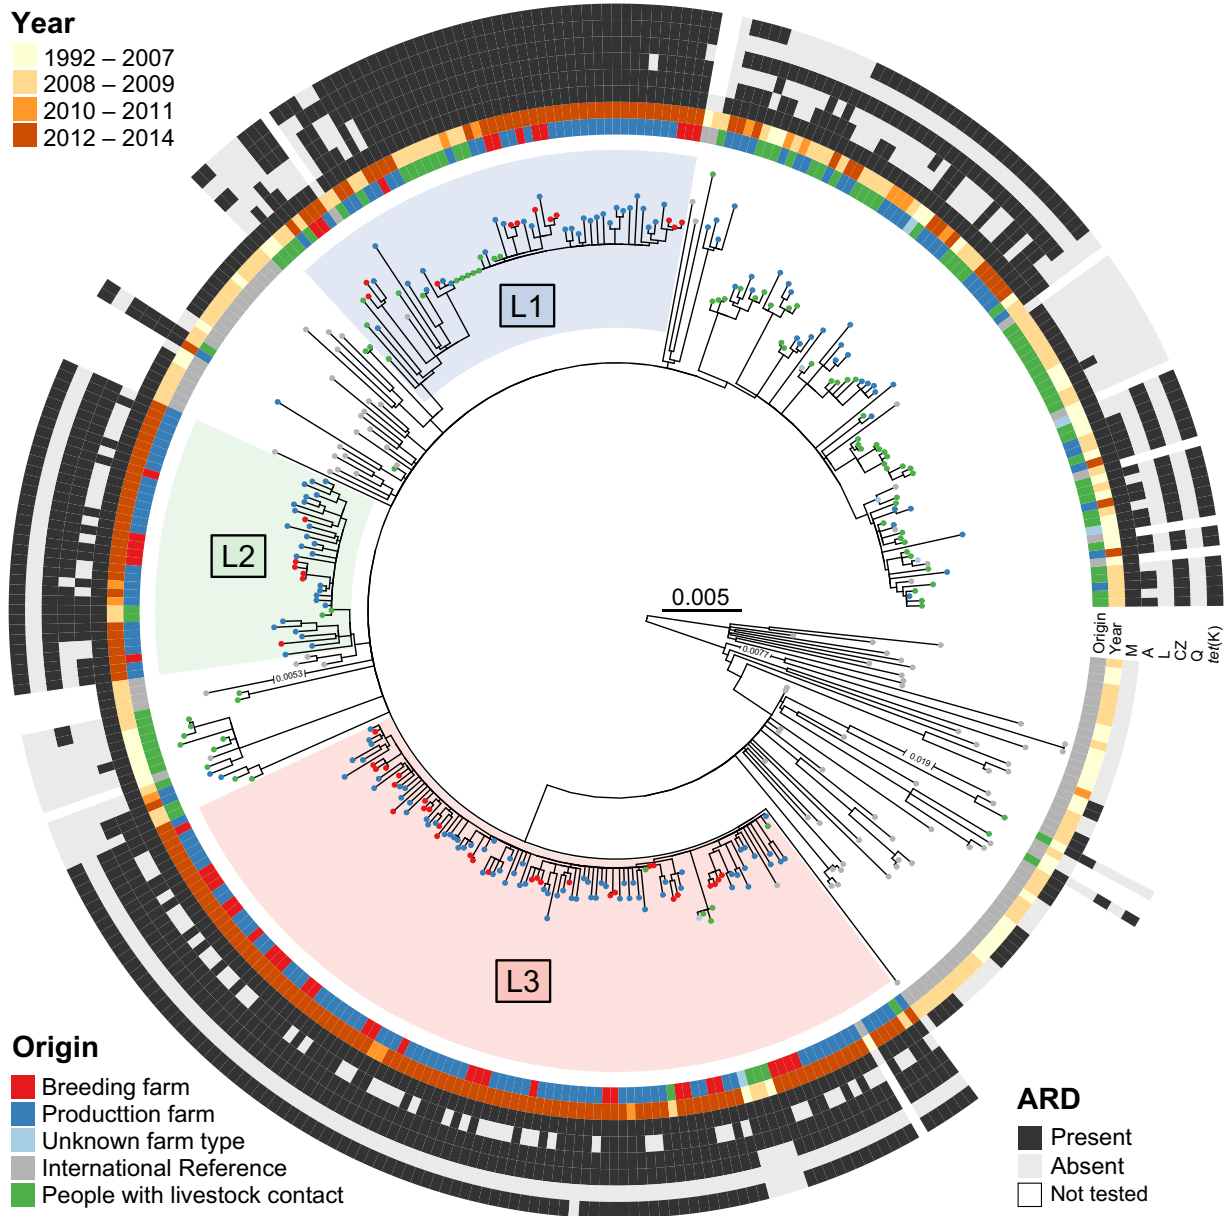 Year
1992 – 2007
2008 – 2009
2010 – 2011
2012 – 2014
L1
L2
0.005
0.0077
Origin
Year
M
A
L
CZ
Q
tet(K)
0.0053
0.019
L3
Origin
Breeding farm
Producttion farm
Unknown farm type
International Reference
People with livestock contact
ARD
Present
Absent
Not tested